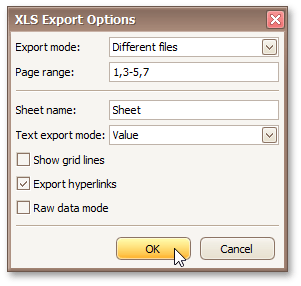 XLS Export Options
Export mode: Different files
Page range: 1,3-5,7
Sheet name: Sheet
Text export mode: Value
Show grid lines
Export hyperlinks
Raw data mode
OK Cancel